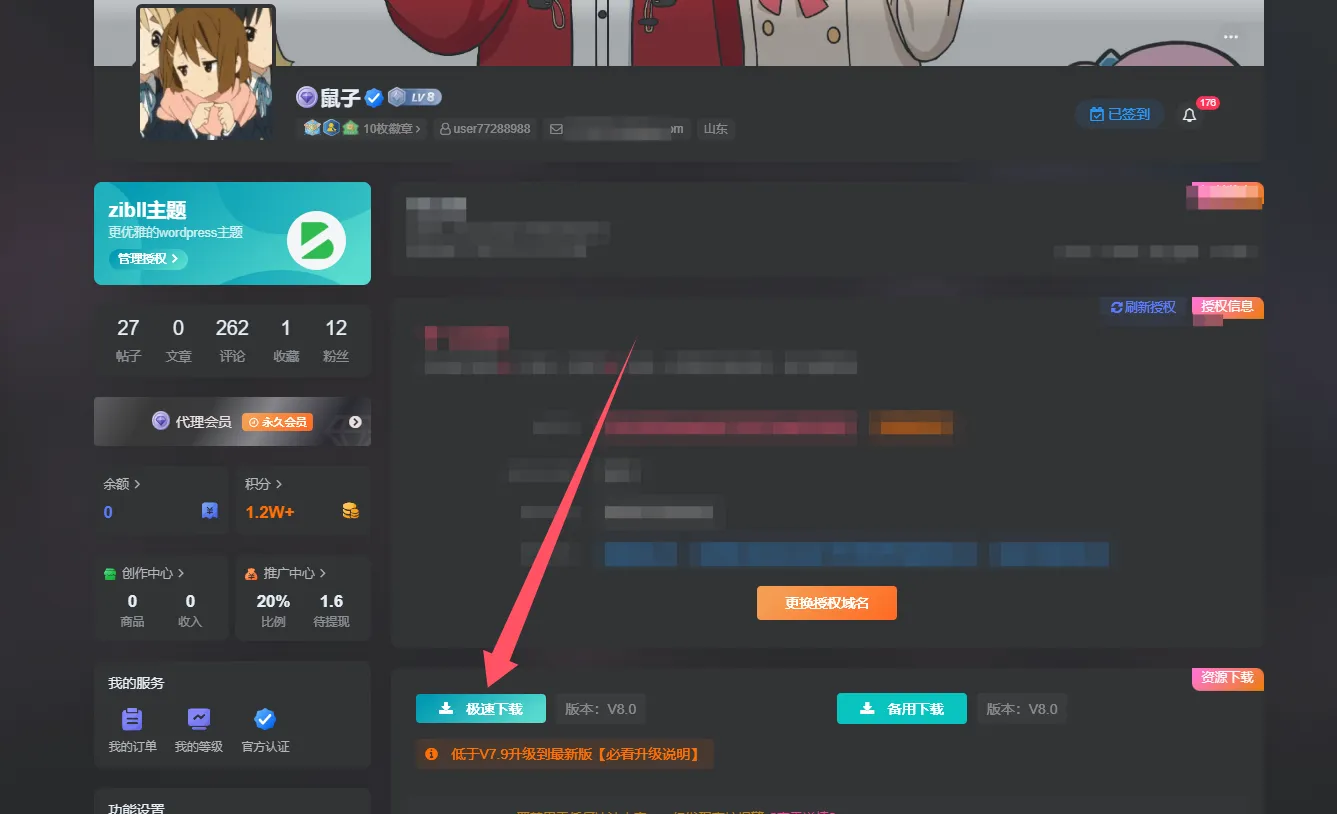 鼠子 LV8
10枚徽章 user77288988 om 山东
已签到 176
zibll主题
更优雅的wordpress主题
管理授权
27 0 262 1 12
帖子 文章 评论 收藏 粉丝
代理会员 永久会员
余额 积分
0 1.2W+
创作中心 推广中心
0 0 20% 1.6
商品 收入 比例 待提现
我的服务
我的订单 我的等级 官方认证
功能设置
刷新授权 授权信息
更换授权域名
资源下载
极速下载 版本：V8.0 备用下载 版本：V8.0
低于V7.9升级到最新版【必看升级说明】